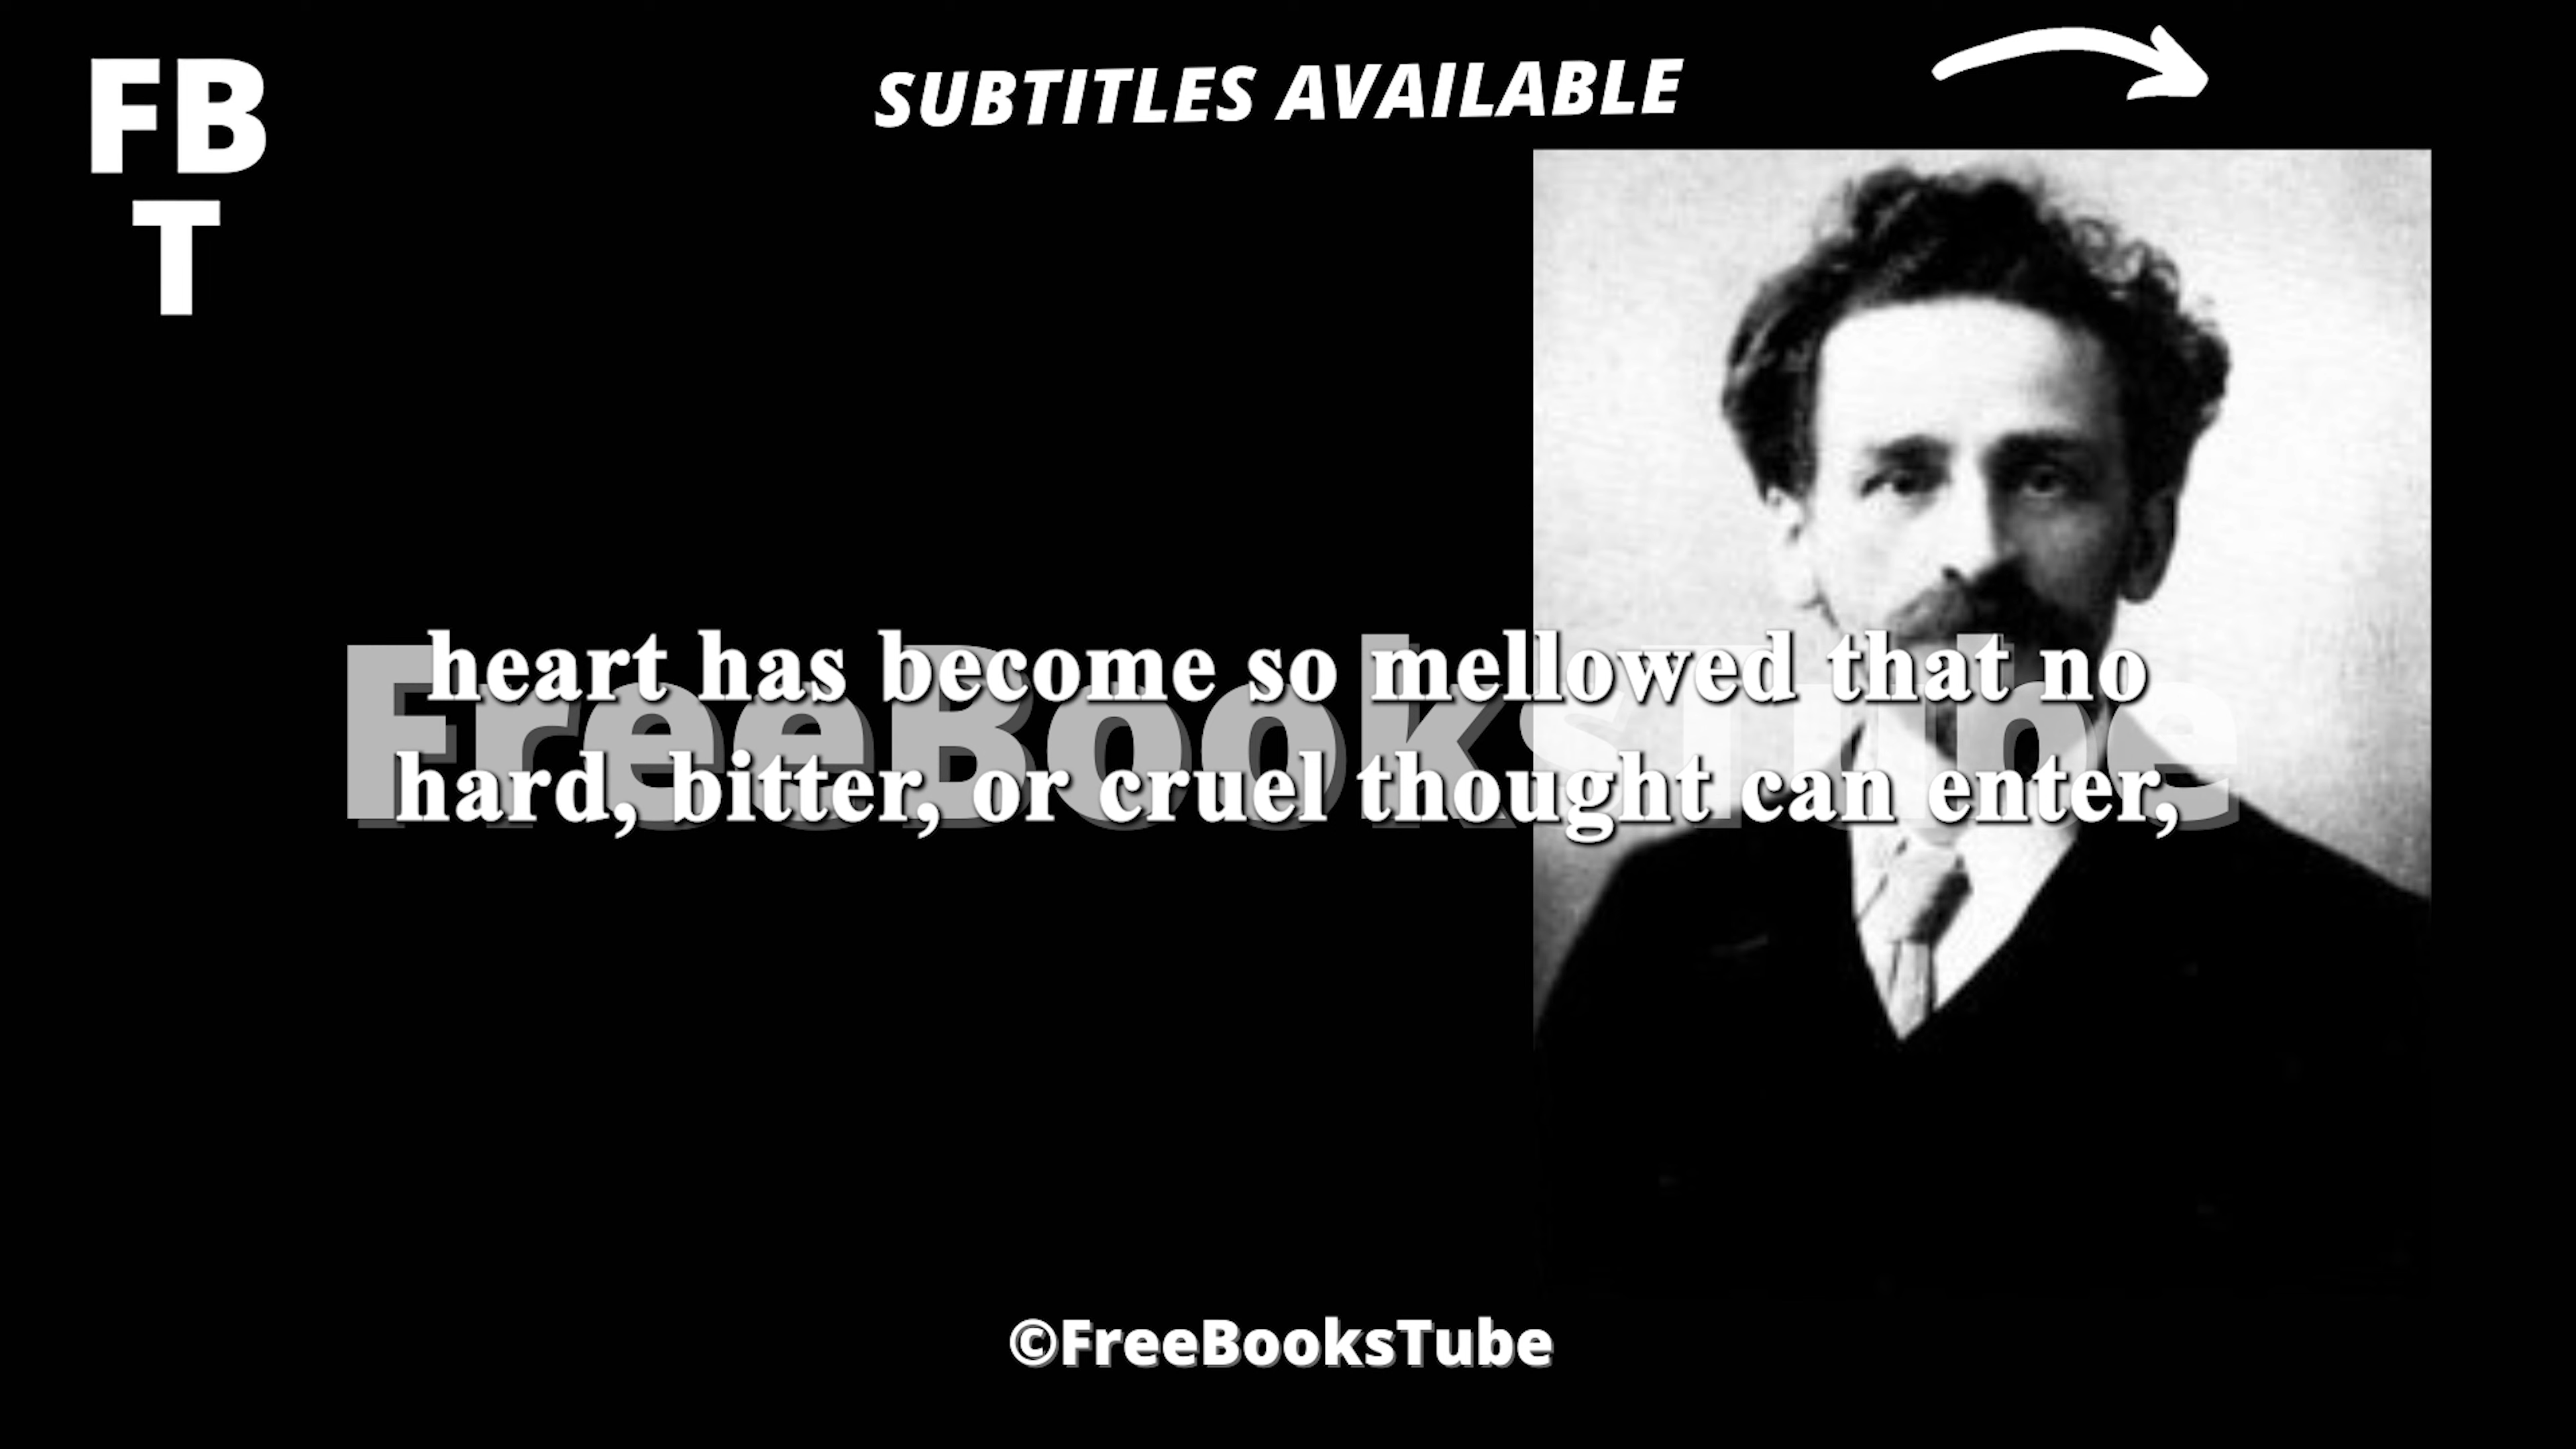 FB
T
SUBTITLES AVAILABLE
heart has become so mellowed that no
FreeBooksTube
hard, bitter, or cruel thought can enter,
©FreeBooksTube